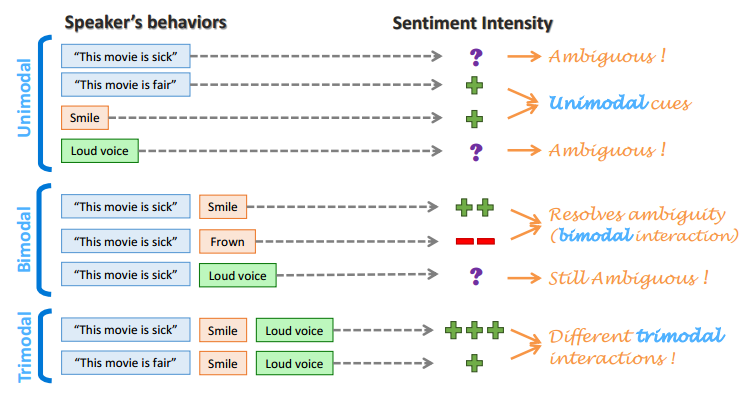 Speaker's behaviors
Sentiment Intensity
Unimodal
"This movie is sick"
?
Ambiguous !
"This movie is fair"
Unimodal cues
Smile
Loud voice
?
Ambiguous !
Bimodal
"This movie is sick" Smile
Resolves ambiguity
(bimodal interaction)
"This movie is sick" Frown
"This movie is sick" Loud voice
?
Still Ambiguous !
Trimodal
"This movie is sick" Smile Loud voice
Different trimodal
interactions !
"This movie is fair" Smile Loud voice